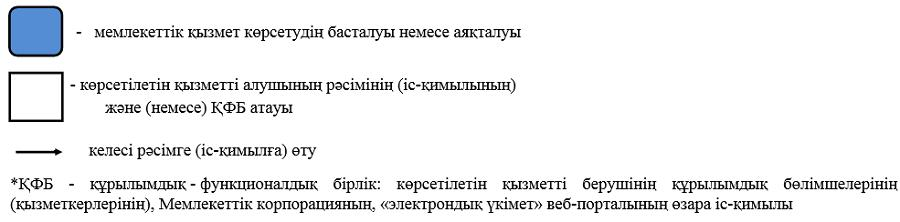 - мемлекеттік қызмет көрсетудің басталуы немесе аяқталуы
- көрсетілетін қызметті алушының рәсімінің (іс-қимылының)
және (немесе) ҚФБ атауы
келесі рәсімге (іс-қимылға) өту
*ҚФБ - құрылымдық - функционалдық бірлік: көрсетілетін қызметті берушінің құрылымдық бөлімшелерінің
(қызметкерлерінің), Мемлекеттік корпорацияның, «электрондық үкімет» веб-порталының өзара іс-қимылы